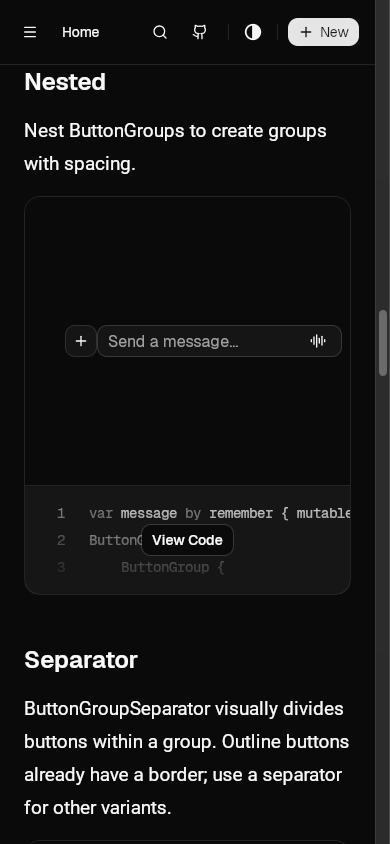 Home
New
Nested
Nest ButtonGroups to create groups
with spacing.
Send a message...
1 var message by remember { mutable
2 ButtonG
View Code
3 ButtonGroup {
Separator
ButtonGroupSeparator visually divides
buttons within a group. Outline buttons
already have a border; use a separator
for other variants.